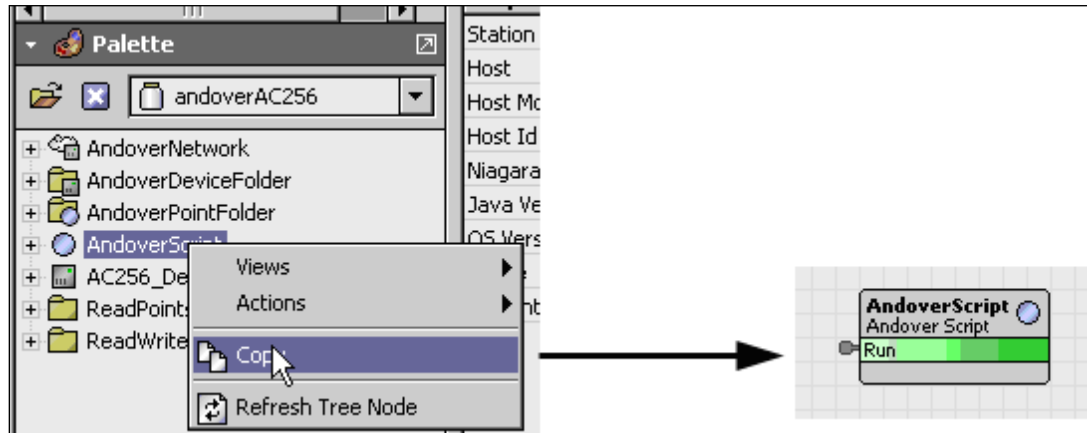 Palette
andoverAC256
AndoverNetwork
AndoverDeviceFolder
AndoverPointFolder
AndoverScript
AC256_De
ReadPoints
ReadWrite
Views
Actions
Copy
Refresh Tree Node
Station
Host
Host Mo
Host Id
Niagara
Java Ve
OS Vers
AndoverScript
Andover Script
Run